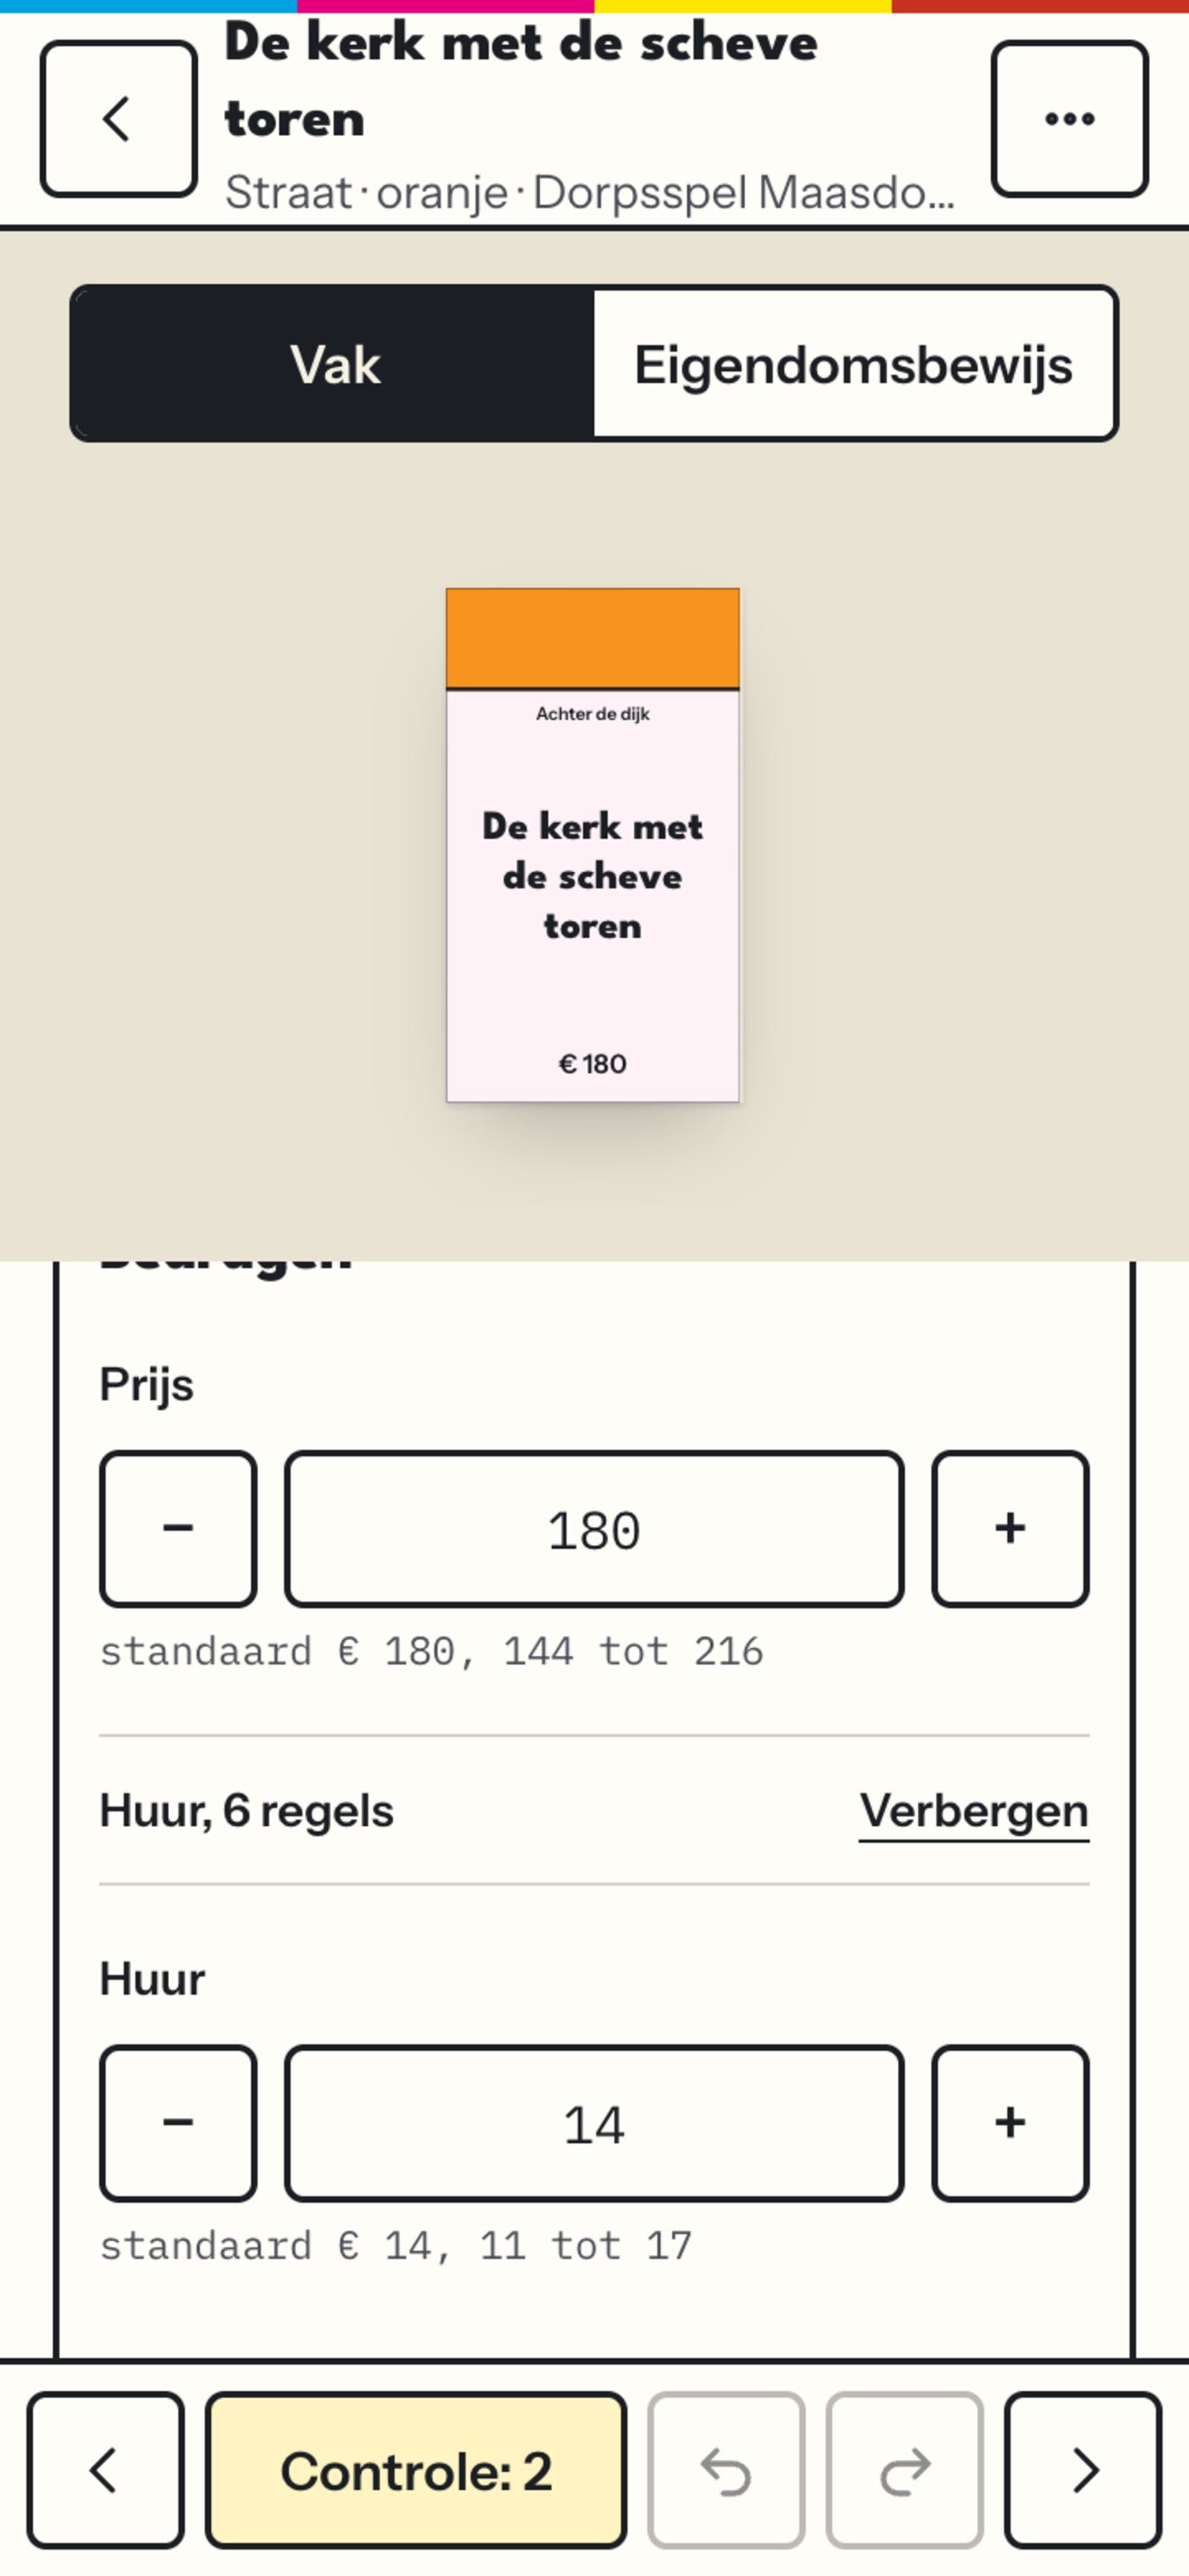 De kerk met de scheve
toren
Straat · oranje · Dorpsspel Maasdo...
Vak
Eigendomsbewijs
Achter de dijk
De kerk met
de scheve
toren
€ 180
Bedragen
Prijs
− 180 +
standaard € 180, 144 tot 216
Huur, 6 regels
Verbergen
Huur
− 14 +
standaard € 14, 11 tot 17
Controle: 2